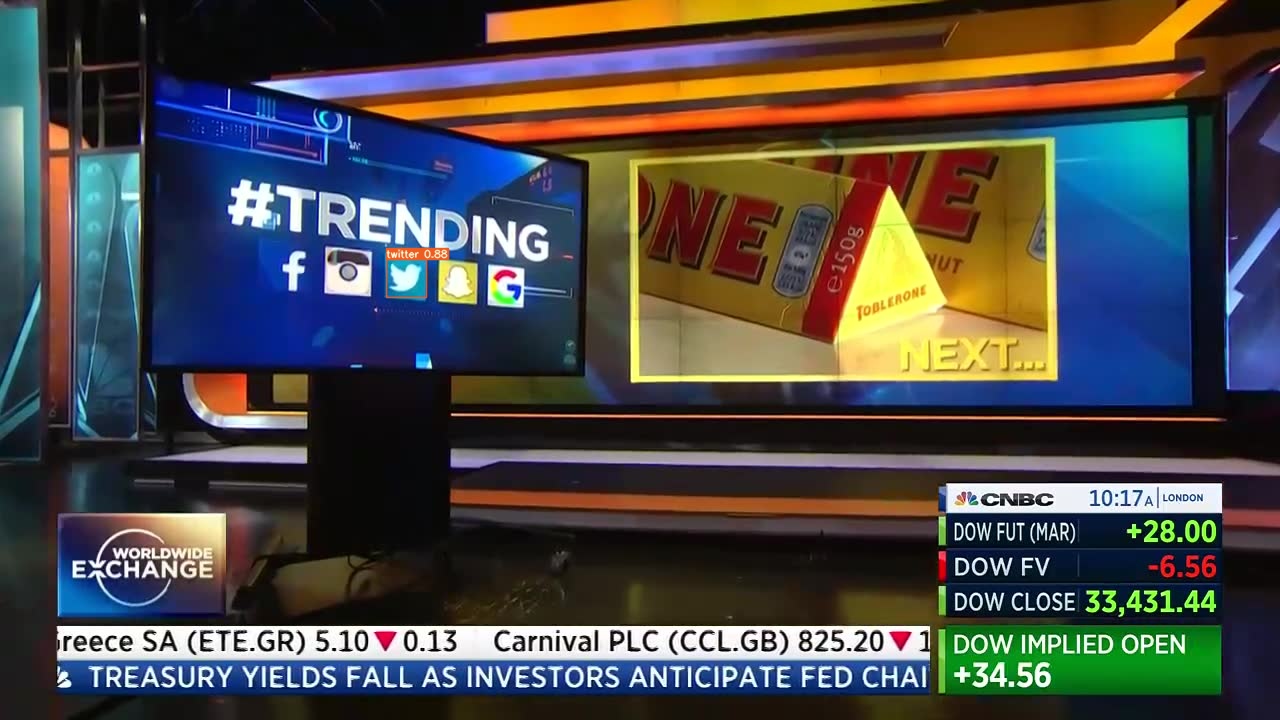 #TRENDING
twitter 0.88
ONE
NE
e150g
NUT
TOBLERONE
NEXT...
CNBC 10:17A LONDON
DOW FUT (MAR) +28.00
DOW FV -6.56
DOW CLOSE 33,431.44
DOW IMPLIED OPEN
+34.56
WORLDWIDE
EXCHANGE
Greece SA (ETE.GR) 5.10 ▼ 0.13 Carnival PLC (CCL.GB) 825.20 ▼ 1
TREASURY YIELDS FALL AS INVESTORS ANTICIPATE FED CHAI